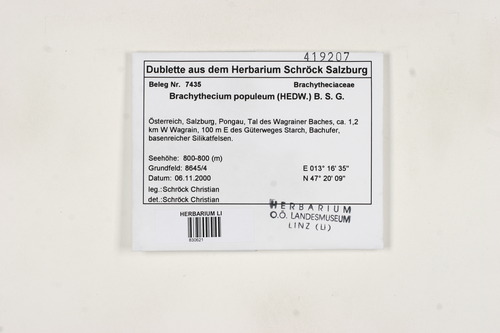 419207
Dublette aus dem Herbarium Schröck Salzburg
Beleg Nr. 7435 Brachytheciaceae
Brachythecium populeum (HEDW.) B. S. G.
Österreich, Salzburg, Pongau, Tal des Wagrainer Baches, ca. 1,2
km W Wagrain, 100 m E des Güterweges Starch, Bachufer,
basenreicher Silikatfelsen.
Seehöhe: 800-800 (m)
Grundfeld: 8645/4 E 013° 16' 35"
Datum: 06.11.2000 N 47° 20' 09"
leg.:Schröck Christian
det.:Schröck Christian
HERBARIUM LI
HERBARIUM
O.Ö. LANDESMUSEUM
LINZ (LI)